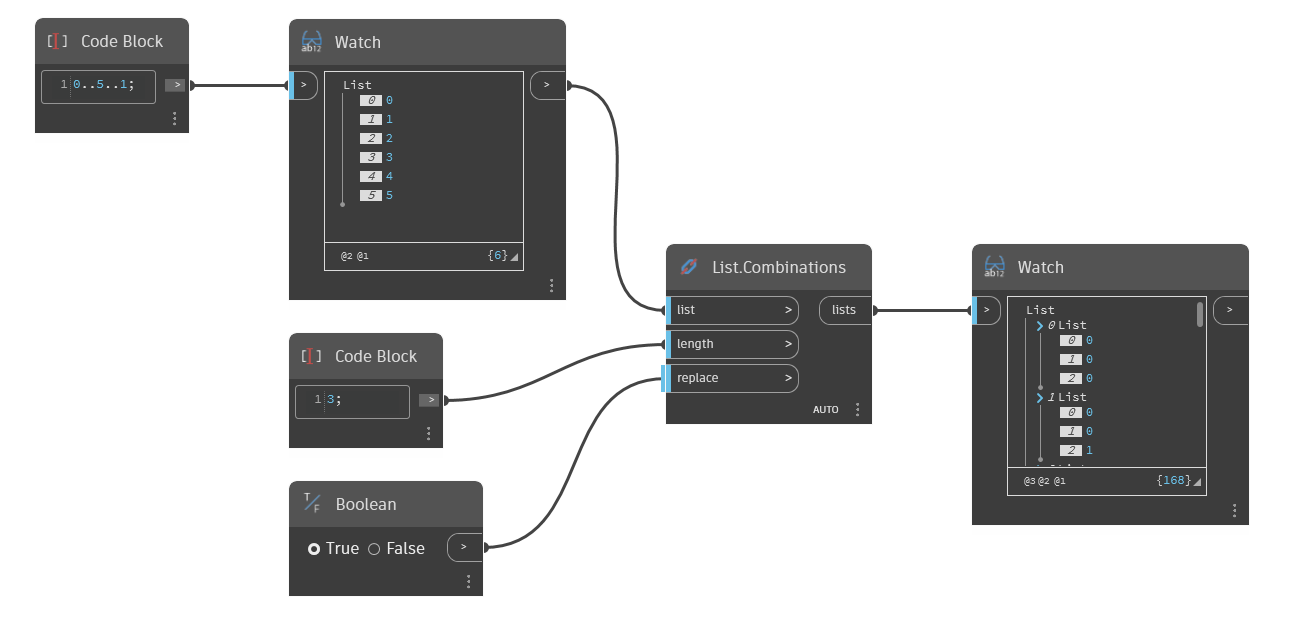 Code Block
1 0..5..1;
>
ab12 Watch
>
List
0 0
1 1
2 2
3 3
4 4
5 5
@2 @1 {6}
>
Code Block
1 3;
>
T/F Boolean
True False
>
List.Combinations
list > lists
length >
replace >
AUTO
ab12 Watch
>
List
> 0 List
0 0
1 0
2 0
> 1 List
0 0
1 0
2 1
@3 @2 @1 {168}
>